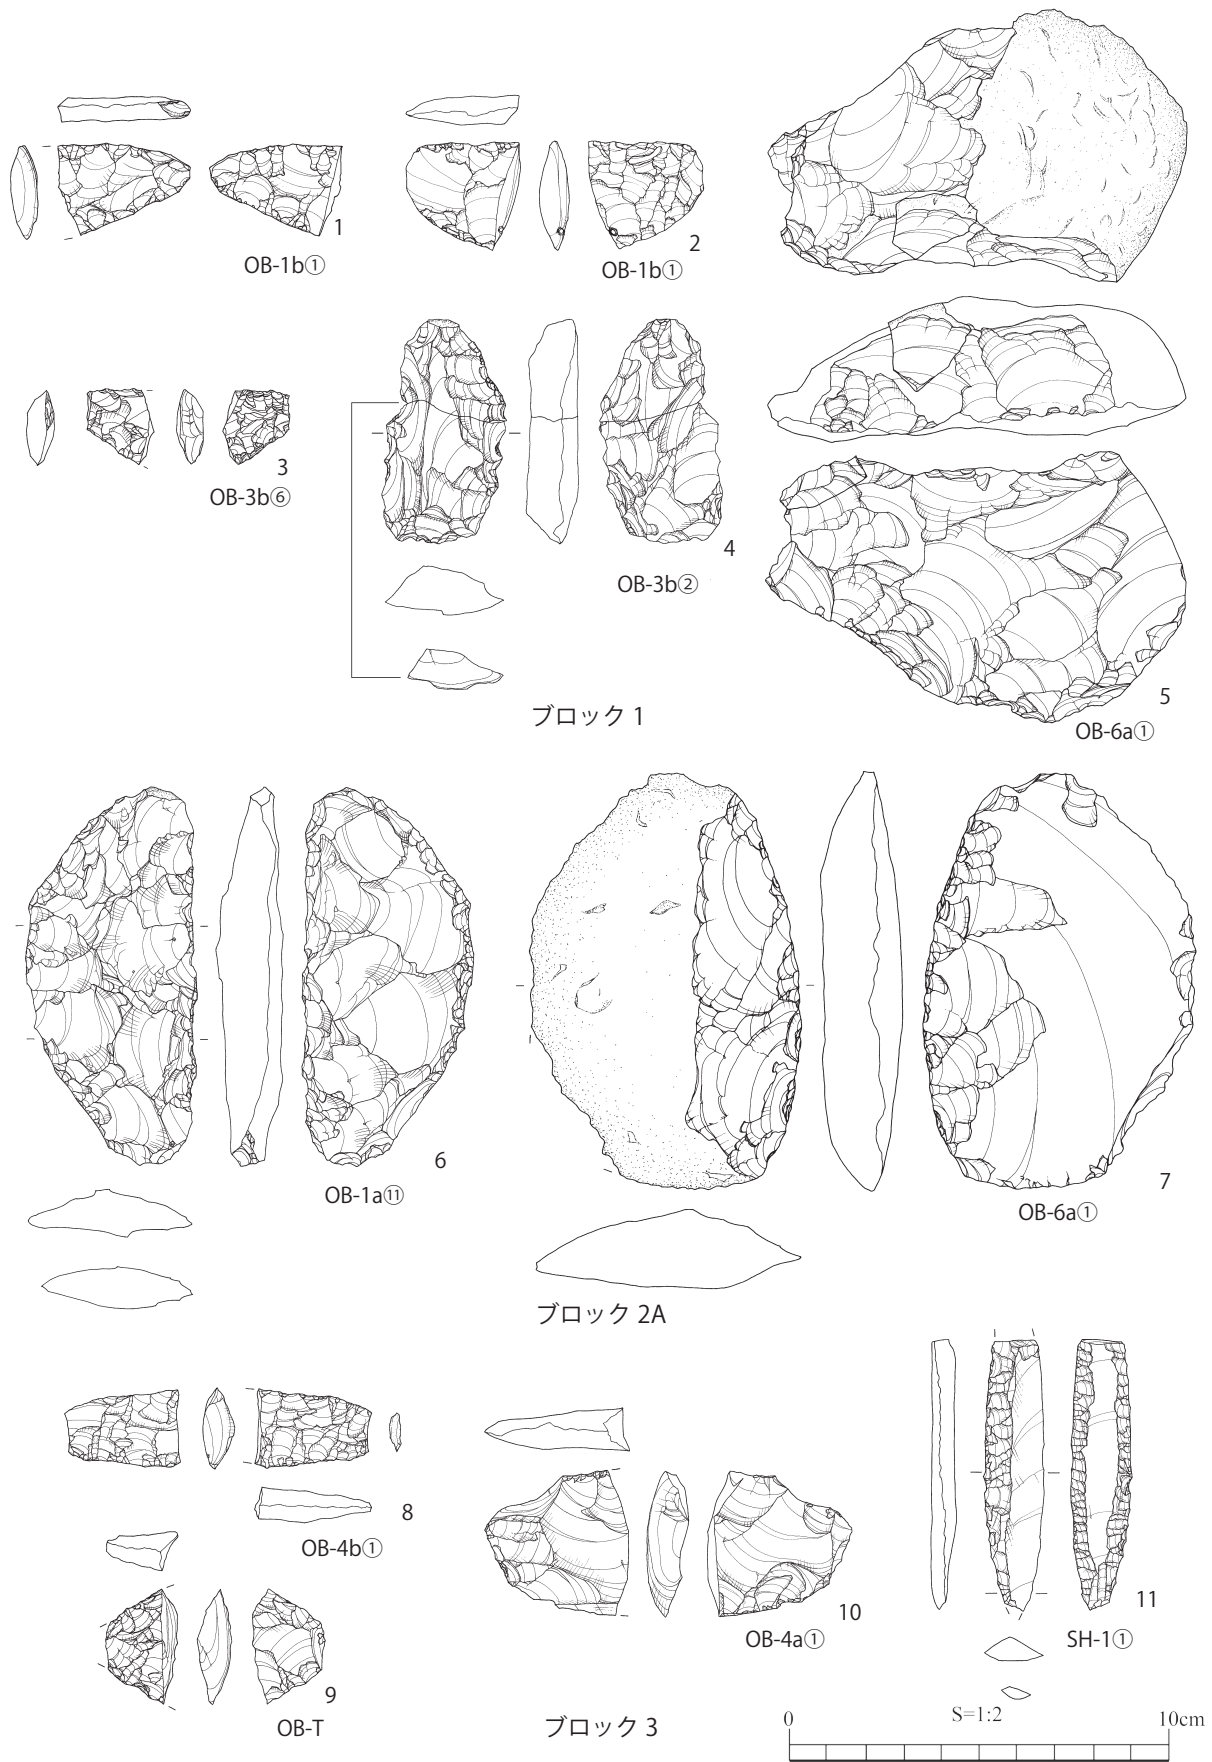 1
OB-1b①
2
OB-1b①
3
OB-3b⑥
4
OB-3b②
5
OB-6a①
ブロック 1
6
OB-1a⑪
7
OB-6a①
ブロック 2A
8
OB-4b①
9
OB-T
10
OB-4a①
11
SH-1①
ブロック 3
0 S=1:2 10cm